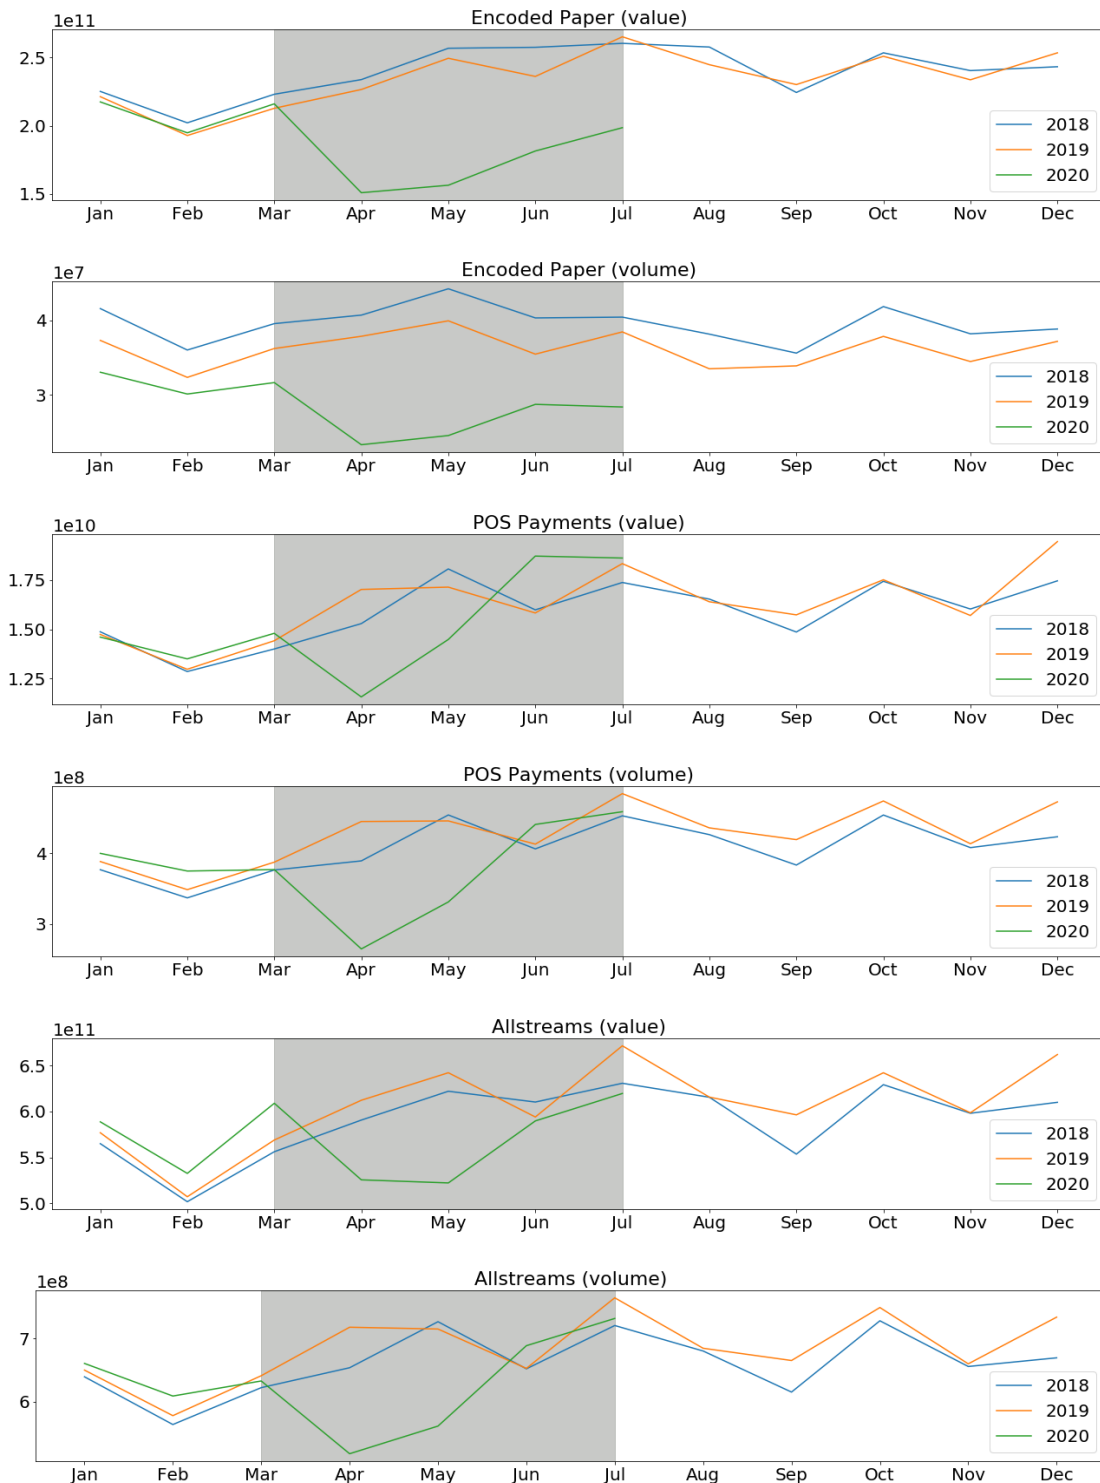 Encoded Paper (value)
1e11
2.5
2.0
1.5
2018
2019
2020
Jan Feb Mar Apr May Jun Jul Aug Sep Oct Nov Dec
Encoded Paper (volume)
1e7
4
3
2018
2019
2020
Jan Feb Mar Apr May Jun Jul Aug Sep Oct Nov Dec
POS Payments (value)
1e10
1.75
1.50
1.25
2018
2019
2020
Jan Feb Mar Apr May Jun Jul Aug Sep Oct Nov Dec
POS Payments (volume)
1e8
4
3
2018
2019
2020
Jan Feb Mar Apr May Jun Jul Aug Sep Oct Nov Dec
Allstreams (value)
1e11
6.5
6.0
5.5
5.0
2018
2019
2020
Jan Feb Mar Apr May Jun Jul Aug Sep Oct Nov Dec
Allstreams (volume)
1e8
7
6
2018
2019
2020
Jan Feb Mar Apr May Jun Jul Aug Sep Oct Nov Dec